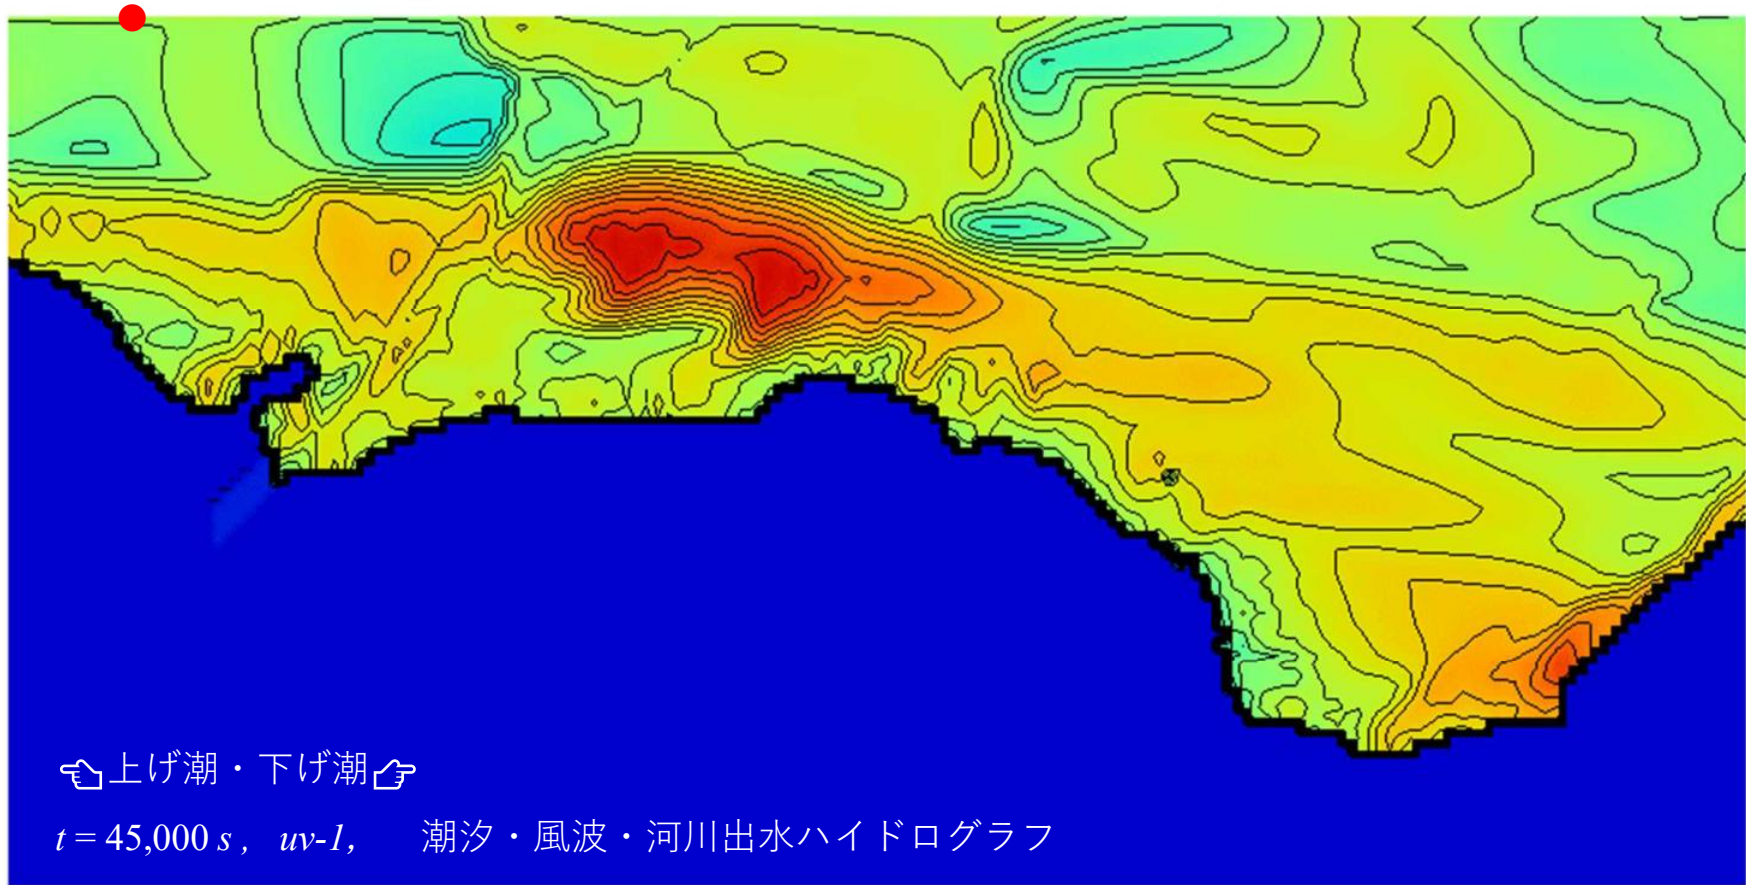 👈上げ潮・下げ潮👉
t = 45,000 s , uv-1, 潮汐・風波・河川出水ハイドログラフ